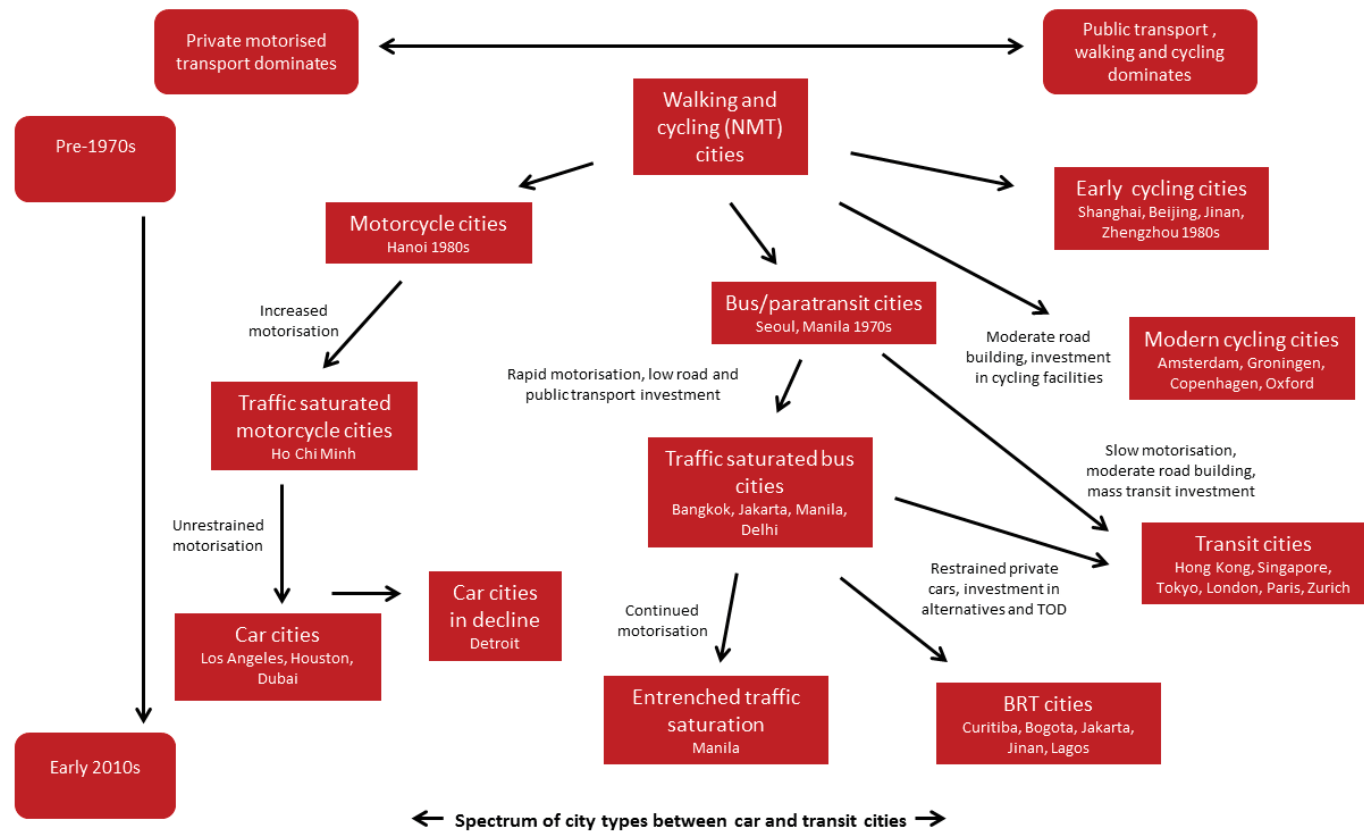 Private motorised
transport dominates
Public transport ,
walking and cycling
dominates
Walking and
cycling (NMT)
cities
Pre-1970s
Early cycling cities
Shanghai, Beijing, Jinan,
Zhengzhou 1980s
Motorcycle cities
Hanoi 1980s
Increased
motorisation
Bus/paratransit cities
Seoul, Manila 1970s
Moderate road
building, investment
in cycling facilities
Modern cycling cities
Amsterdam, Groningen,
Copenhagen, Oxford
Rapid motorisation, low road and
public transport investment
Traffic saturated
motorcycle cities
Ho Chi Minh
Traffic saturated bus
cities
Bangkok, Jakarta, Manila,
Delhi
Slow motorisation,
moderate road building,
mass transit investment
Unrestrained
motorisation
Transit cities
Hong Kong, Singapore,
Tokyo, London, Paris, Zurich
Car cities
in decline
Detroit
Continued
motorisation
Restrained private
cars, investment in
alternatives and TOD
Car cities
Los Angeles, Houston,
Dubai
Entrenched traffic
saturation
Manila
BRT cities
Curitiba, Bogota, Jakarta,
Jinan, Lagos
Early 2010s
Spectrum of city types between car and transit cities